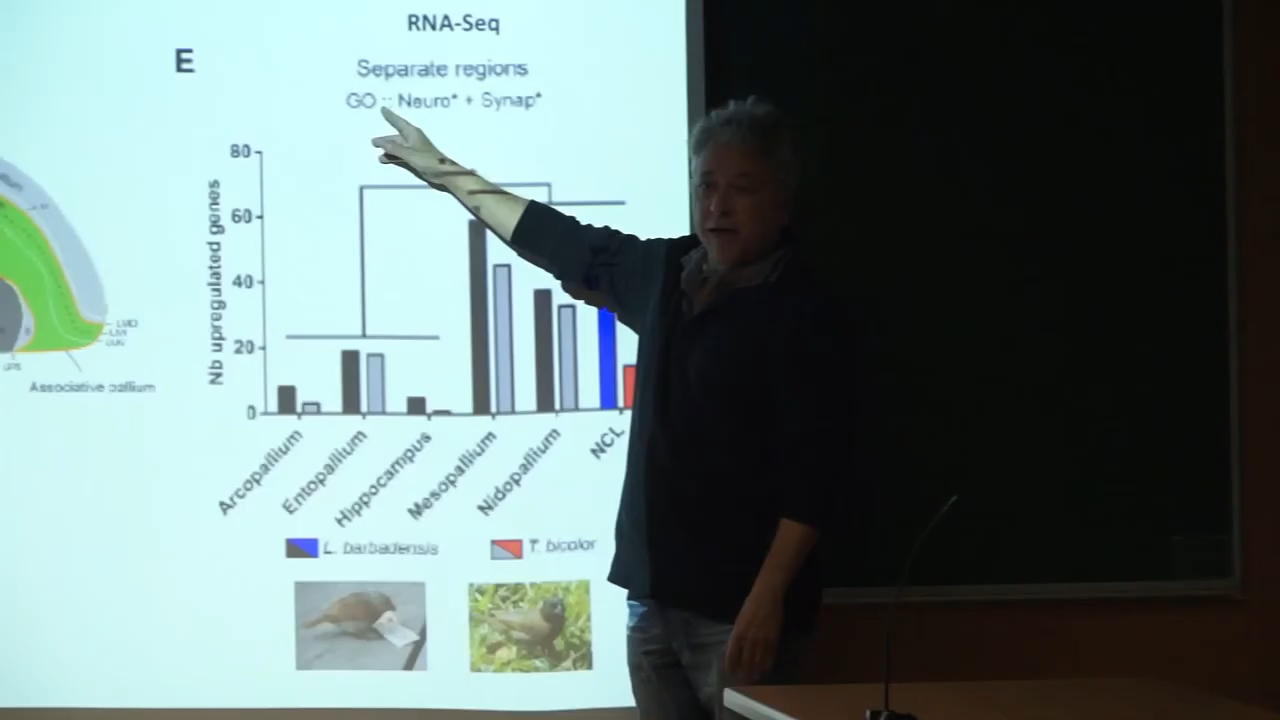 RNA-Seq
E
Separate regions
GO :: Neuro* + Synap*
Nb upregulated genes
80
60
40
20
0
Arcopallium
Entopallium
Hippocampus
Mesopallium
Nidopallium
NCL
L. barbadensis
T. bicolor
Associative pallium